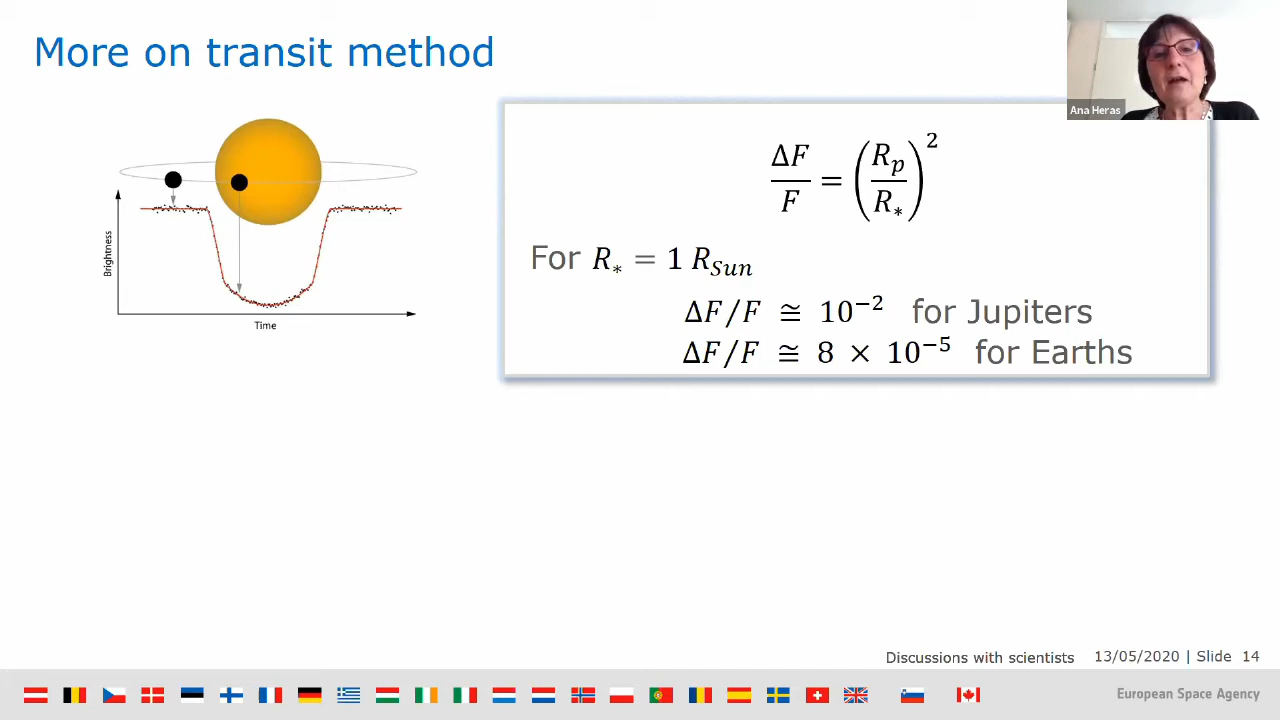 More on transit method
Ana Heras
Brightness
Time
ΔF/F = (Rₚ/R∗)²
For R∗ = 1 R_Sun
ΔF/F ≅ 10⁻² for Jupiters
ΔF/F ≅ 8 × 10⁻⁵ for Earths
Discussions with scientists 13/05/2020 | Slide 14
European Space Agency